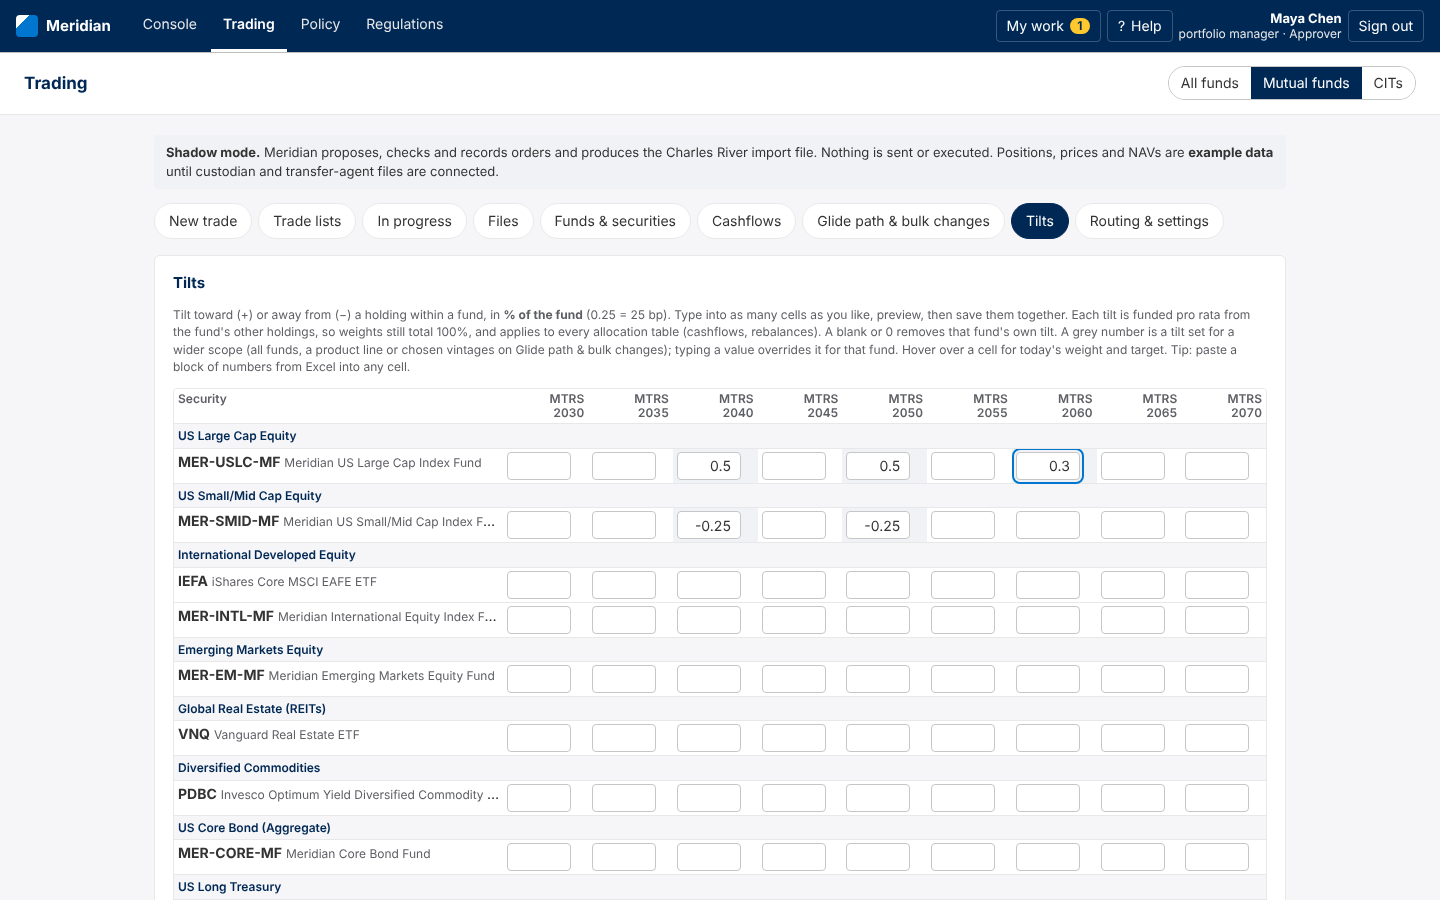 Meridian Console Trading Policy Regulations My work 1 ? Help Maya Chen Sign out
portfolio manager · Approver
Trading All funds Mutual funds CITs
Shadow mode. Meridian proposes, checks and records orders and produces the Charles River import file. Nothing is sent or executed. Positions, prices and NAVs are example data
until custodian and transfer-agent files are connected.
New trade Trade lists In progress Files Funds & securities Cashflows Glide path & bulk changes Tilts Routing & settings
Tilts
Tilt toward (+) or away from (−) a holding within a fund, in % of the fund (0.25 = 25 bp). Type into as many cells as you like, preview, then save them together. Each tilt is funded pro rata from
the fund's other holdings, so weights still total 100%, and applies to every allocation table (cashflows, rebalances). A blank or 0 removes that fund's own tilt. A grey number is a tilt set for a
wider scope (all funds, a product line or chosen vintages on Glide path & bulk changes); typing a value overrides it for that fund. Hover over a cell for today's weight and target. Tip: paste a
block of numbers from Excel into any cell.
Security MTRS 2030 MTRS 2035 MTRS 2040 MTRS 2045 MTRS 2050 MTRS 2055 MTRS 2060 MTRS 2065 MTRS 2070
US Large Cap Equity
MER-USLC-MF Meridian US Large Cap Index Fund 0.5 0.5 0.3
US Small/Mid Cap Equity
MER-SMID-MF Meridian US Small/Mid Cap Index F... -0.25 -0.25
International Developed Equity
IEFA iShares Core MSCI EAFE ETF
MER-INTL-MF Meridian International Equity Index F...
Emerging Markets Equity
MER-EM-MF Meridian Emerging Markets Equity Fund
Global Real Estate (REITs)
VNQ Vanguard Real Estate ETF
Diversified Commodities
PDBC Invesco Optimum Yield Diversified Commodity ...
US Core Bond (Aggregate)
MER-CORE-MF Meridian Core Bond Fund
US Long Treasury